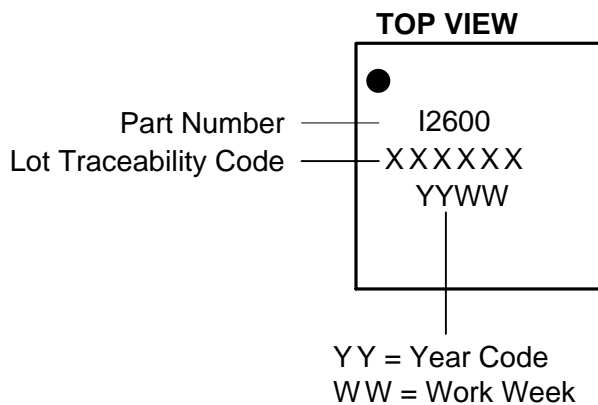 TOP VIEW
Part Number
I2600
Lot Traceability Code
XXXXXX
YYWW
YY = Year Code
WW = Work Week